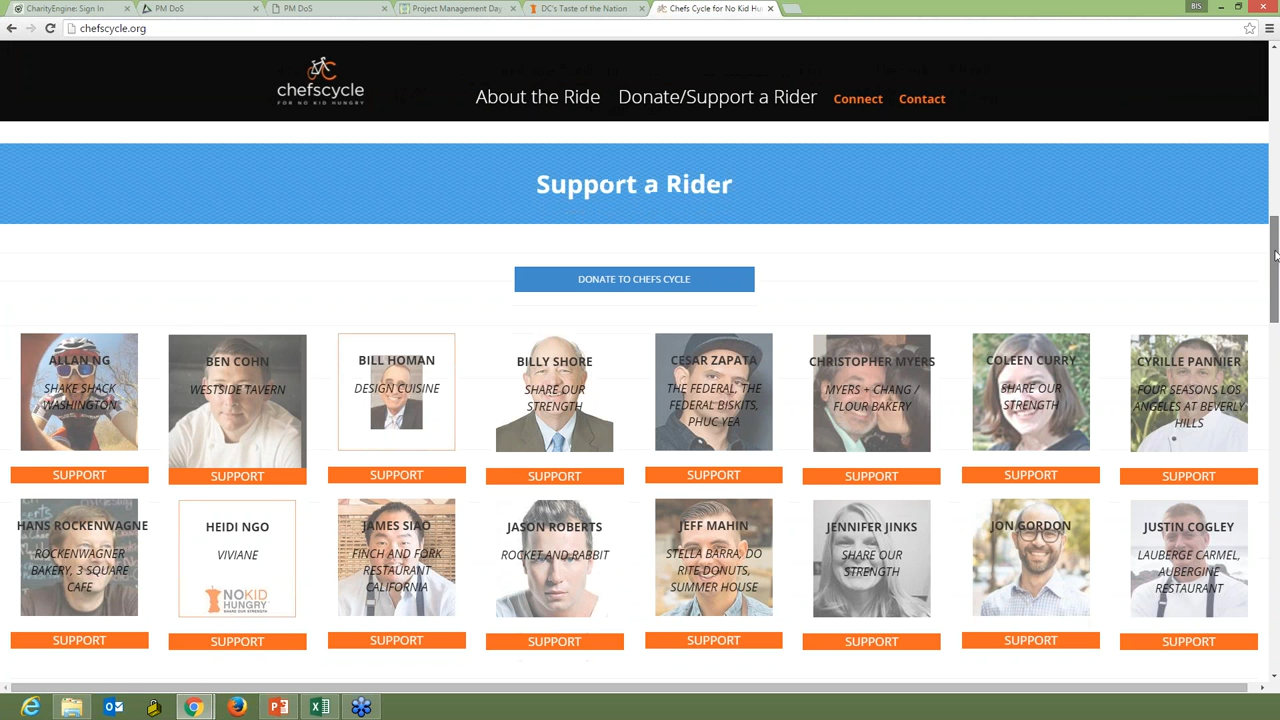 CharityEngine: Sign In
PM DoS
PM DoS
Project Management Day
DC's Taste of the Nation
Chefs Cycle for No Kid Hu
BIS
chefscycle.org
chefscycle
FOR NO KID HUNGRY
About the Ride
Donate/Support a Rider
Connect
Contact
Support a Rider
DONATE TO CHEFS CYCLE
ALLAN NG
SHAKE SHACK
WASHINGTON
SUPPORT
BEN COHN
WESTSIDE TAVERN
SUPPORT
BILL HOMAN
DESIGN CUISINE
SUPPORT
BILLY SHORE
SHARE OUR
STRENGTH
SUPPORT
CESAR ZAPATA
THE FEDERAL, THE
FEDERAL BISKITS,
PHUC YEA
SUPPORT
CHRISTOPHER MYERS
MYERS + CHANG /
FLOUR BAKERY
SUPPORT
COLEEN CURRY
SHARE OUR
STRENGTH
SUPPORT
CYRILLE PANNIER
FOUR SEASONS LOS
ANGELES AT BEVERLY
HILLS
SUPPORT
HANS ROCKENWAGNE
ROCKENWAGNER
BAKERY, 3 SQUARE
CAFE
SUPPORT
HEIDI NGO
VIVIANE
NOKID
HUNGRY
SHARE OUR STRENGTH
SUPPORT
JAMES SIAO
FINCH AND FORK
RESTAURANT
CALIFORNIA
SUPPORT
JASON ROBERTS
ROCKET AND RABBIT
SUPPORT
JEFF MAHIN
STELLA BARRA, DO
RITE DONUTS,
SUMMER HOUSE
SUPPORT
JENNIFER JINKS
SHARE OUR
STRENGTH
SUPPORT
JON GORDON
SUPPORT
JUSTIN COGLEY
LAUBERGE CARMEL,
AUBERGINE
RESTAURANT
SUPPORT